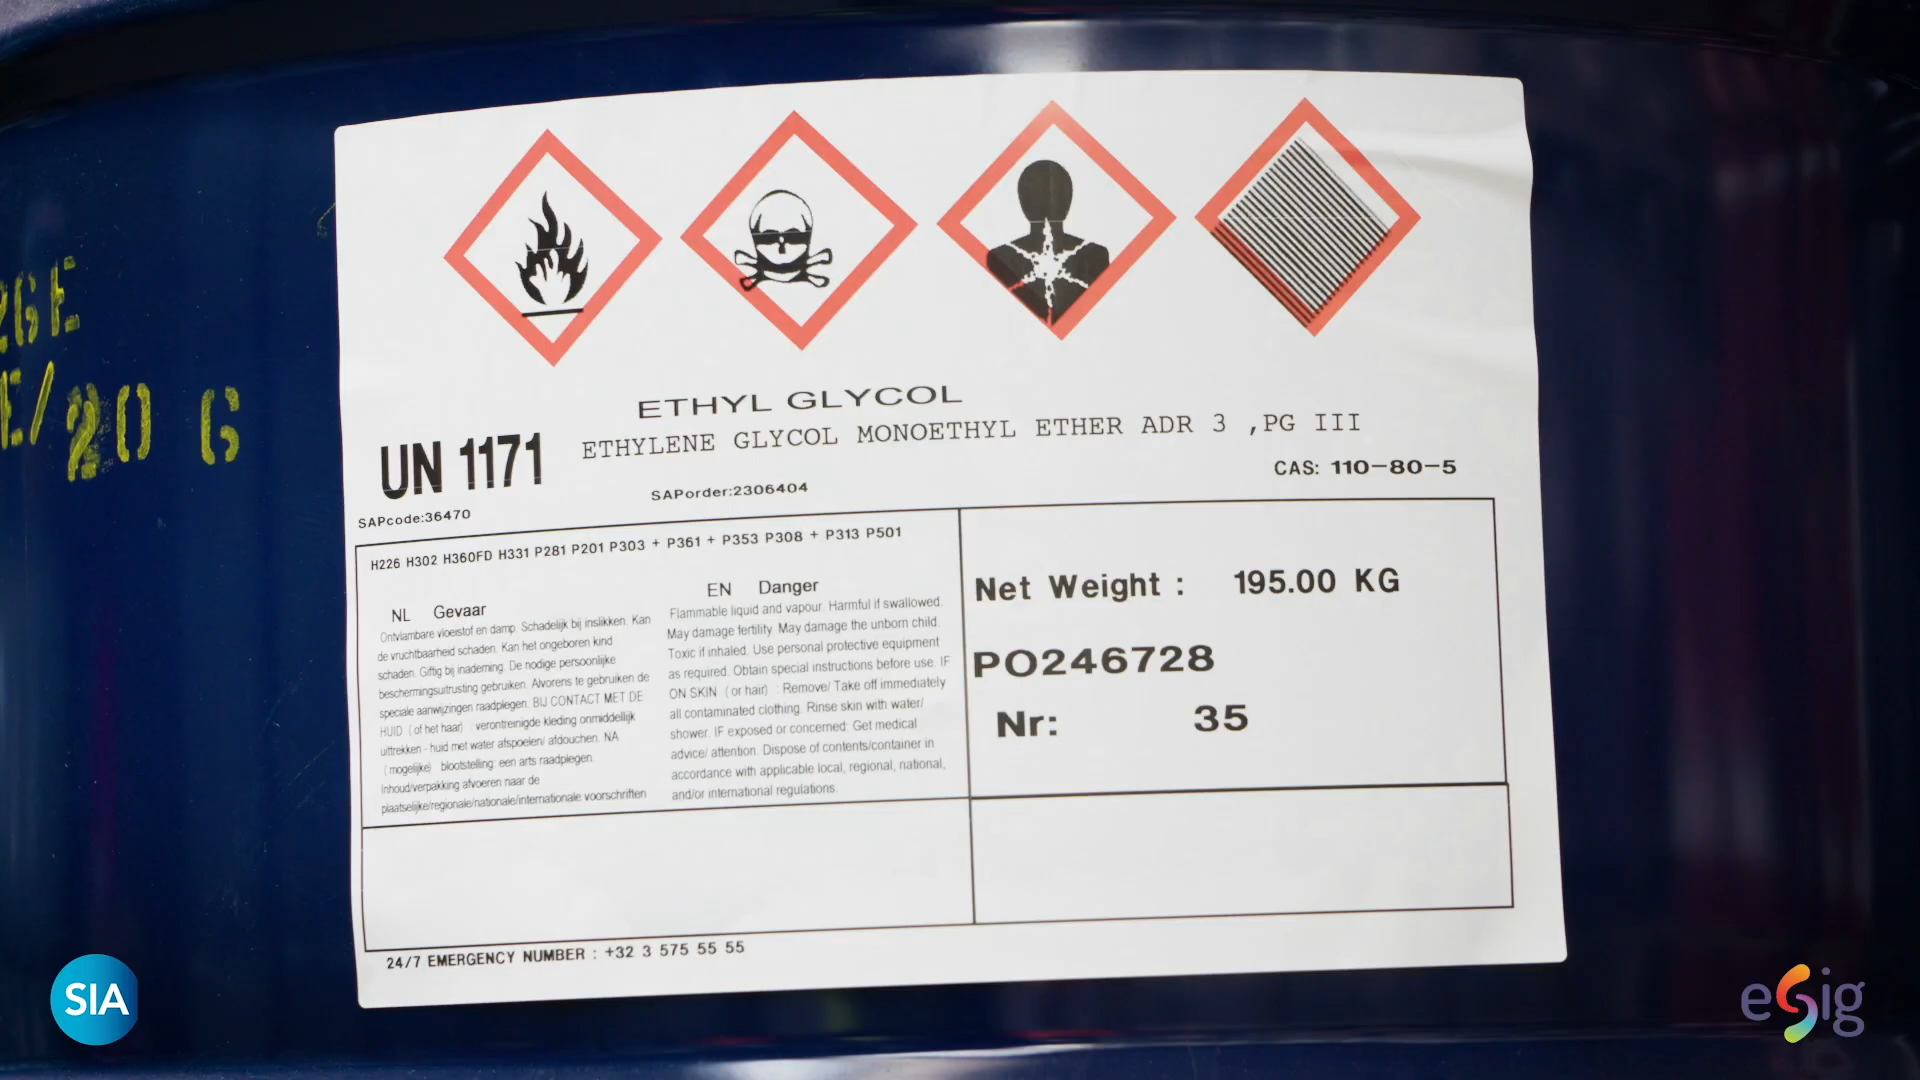 26E
E/20 G
ETHYL GLYCOL
UN 1171 ETHYLENE GLYCOL MONOETHYL ETHER ADR 3 ,PG III
CAS: 110-80-5
SAPorder:2306404
SAPcode:36470
H226 H302 H360FD H331 P281 P201 P303 + P361 + P353 P308 + P313 P501
NL Gevaar
Ontvlambare vloeistof en damp. Schadelijk bij inslikken. Kan
de vruchtbaarheid schaden. Kan het ongeboren kind
schaden. Giftig bij inademing. De nodige persoonlijke
beschermingsuitrusting gebruiken. Alvorens te gebruiken de
speciale aanwijzingen raadplegen. BIJ CONTACT MET DE
HUID (of het haar) : verontreinigde kleding onmiddellijk
uittrekken - huid met water afspoelen/ afdouchen. NA
(mogelijke) blootstelling: een arts raadplegen.
Inhoud/verpakking afvoeren naar de
plaatselijke/regionale/nationale/internationale voorschriften
EN Danger
Flammable liquid and vapour. Harmful if swallowed.
May damage fertility. May damage the unborn child.
Toxic if inhaled. Use personal protective equipment
as required. Obtain special instructions before use. IF
ON SKIN (or hair) : Remove/ Take off immediately
all contaminated clothing. Rinse skin with water/
shower. IF exposed or concerned: Get medical
advice/ attention. Dispose of contents/container in
accordance with applicable local, regional, national,
and/or international regulations.
Net Weight : 195.00 KG
PO246728
Nr: 35
24/7 EMERGENCY NUMBER : +32 3 575 55 55
SIA
esig